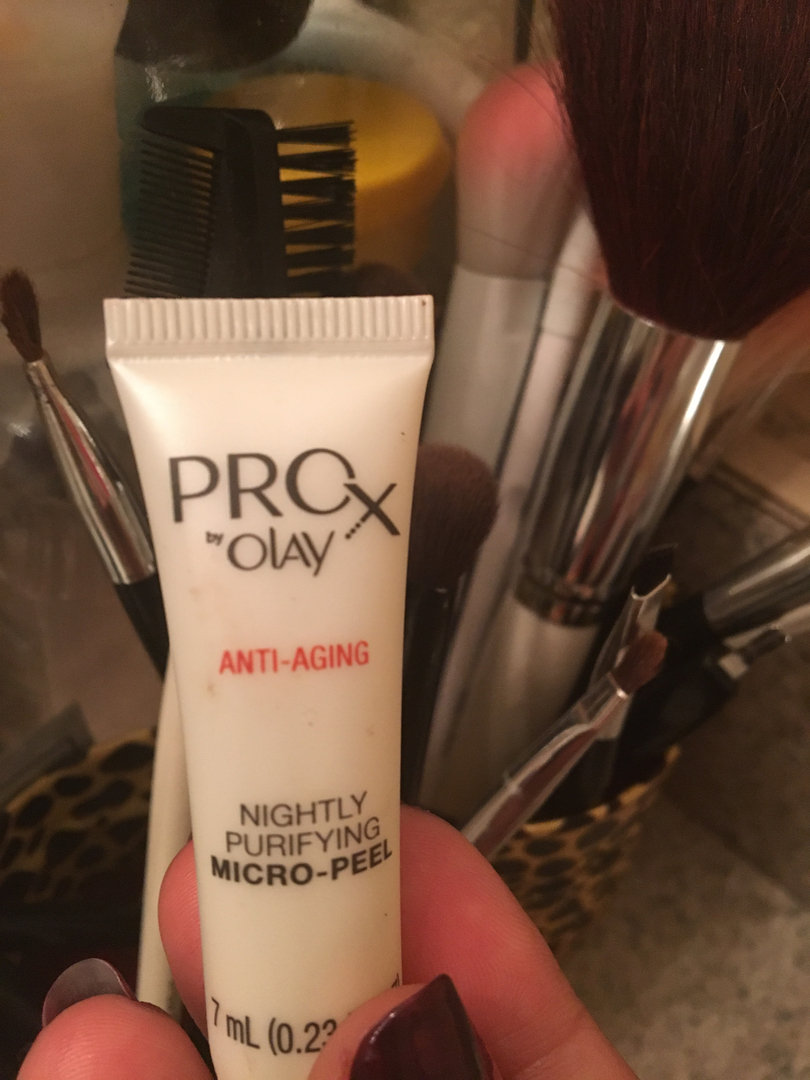 PROX
by OLAY
ANTI-AGING
NIGHTLY
PURIFYING
MICRO-PEEL
7 mL (0.23